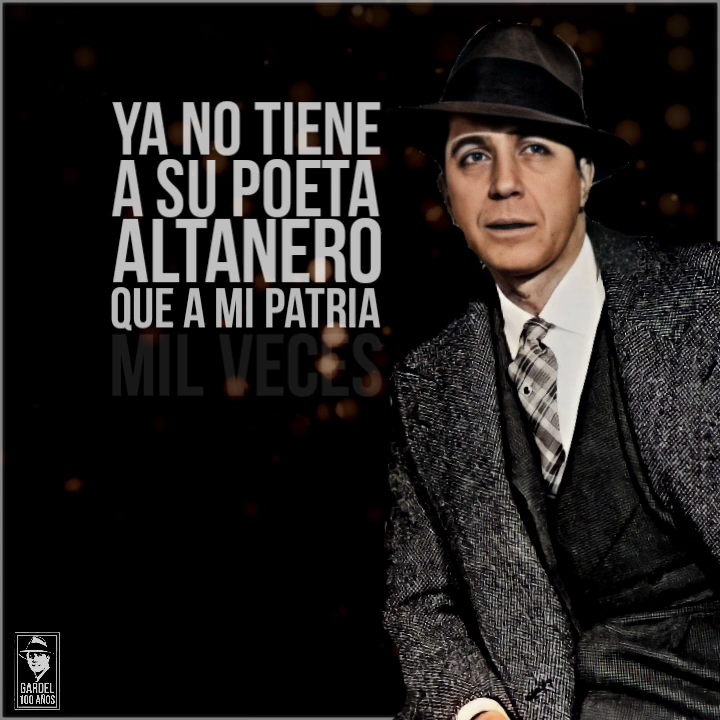 YA NO TIENE
A SU POETA
ALTANERO
QUE A MI PATRIA
MIL VECES
GARDEL
100 AÑOS